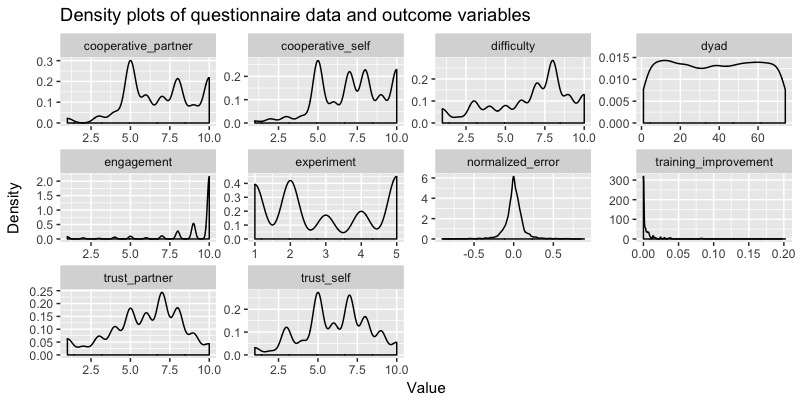 Density plots of questionnaire data and outcome variables
cooperative_partner cooperative_self difficulty dyad
0.3 0.2 0.1 0.0
0.2 0.1 0.0
0.2 0.1 0.0
0.015 0.010 0.005 0.000
2.5 5.0 7.5 10.0 2.5 5.0 7.5 10.0 2.5 5.0 7.5 10.0 0 20 40 60
engagement experiment normalized_error training_improvement
2.0 1.5 1.0 0.5 0.0
0.4 0.3 0.2 0.1 0.0
6 4 2 0
300 200 100 0
2.5 5.0 7.5 10.0 1 2 3 4 5 -0.5 0.0 0.5 0.00 0.05 0.10 0.15 0.20
trust_partner trust_self
0.25 0.20 0.15 0.10 0.05 0.00
0.2 0.1 0.0
2.5 5.0 7.5 10.0 2.5 5.0 7.5 10.0
Density
Value